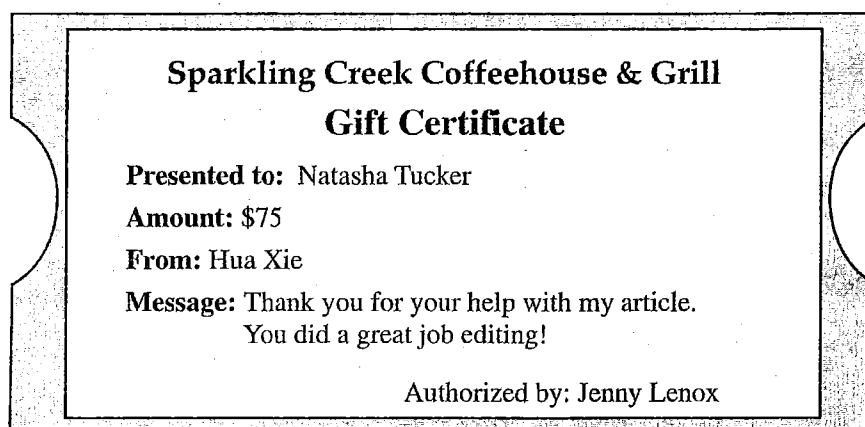 Sparkling Creek Coffeehouse & Grill
Gift Certificate
Presented to: Natasha Tucker
Amount: $75
From: Hua Xie
Message: Thank you for your help with my article.
You did a great job editing!
Authorized by: Jenny Lenox